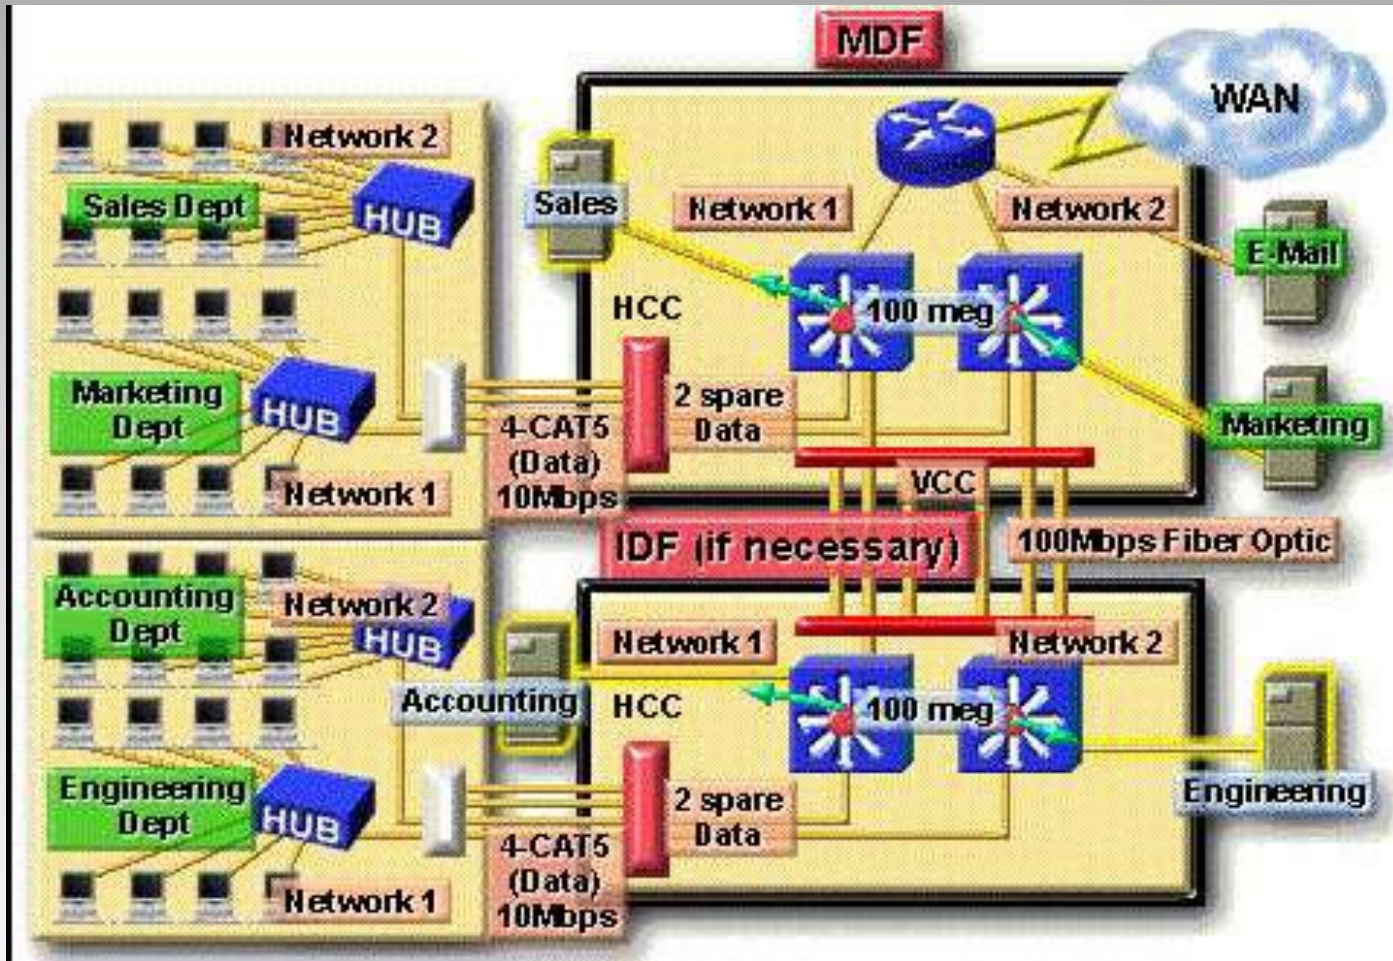 MDF
WAN
Network 2
Sales Dept
HUB
Sales
Network 1
Network 2
E-Mail
HCC
100 meg
Marketing
Dept
HUB
2 spare
Data
Marketing
4-CAT5
(Data)
10Mbps
Network 1
VCC
IDF (if necessary)
100Mbps Fiber Optic
Accounting
Dept
Network 2
HUB
Network 1
Network 2
Accounting
HCC
100 meg
Engineering
Dept
HUB
2 spare
Data
Engineering
4-CAT5
(Data)
10Mbps
Network 1